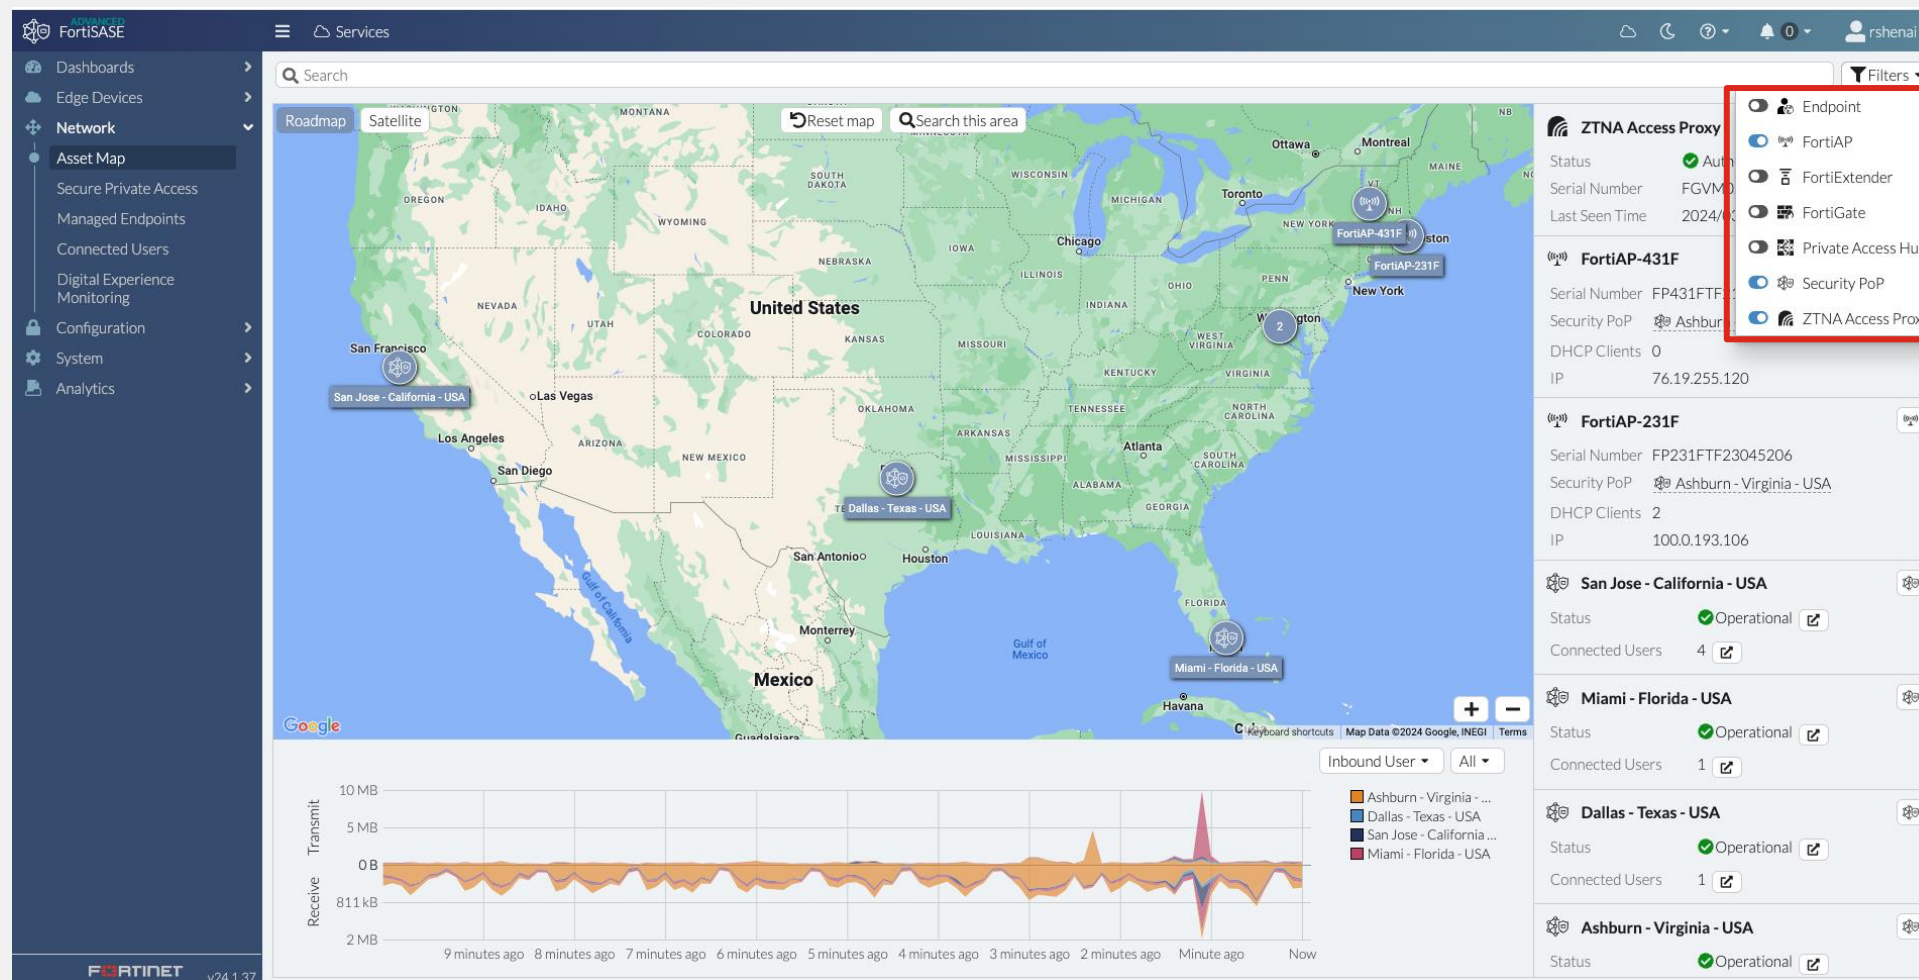 ADVANCED
FortiSASE
Services
0
rshenai
Dashboards
Edge Devices
Network
Asset Map
Secure Private Access
Managed Endpoints
Connected Users
Digital Experience
Monitoring
Configuration
System
Analytics
FORTINET
v24.1.37
Search
Filters
Roadmap
Satellite
Reset map
Search this area
MONTANA
NB
Ottawa
Montreal
MAINE
SOUTH
DAKOTA
WISCONSIN
VT
OREGON
IDAHO
MICHIGAN
Toronto
NH
WYOMING
NEW YORK
FortiAP-431F
IOWA
Chicago
NEBRASKA
FortiAP-231F
ILLINOIS
OHIO
PENN
New York
NEVADA
United States
INDIANA
2
UTAH
COLORADO
KANSAS
MISSOURI
WEST
VIRGINIA
San Francisco
KENTUCKY
VIRGINIA
San Jose - California - USA
Las Vegas
OKLAHOMA
TENNESSEE
NORTH
CAROLINA
Los Angeles
ARIZONA
NEW MEXICO
ARKANSAS
MISSISSIPPI
Atlanta
SOUTH
CAROLINA
San Diego
ALABAMA
Dallas - Texas - USA
GEORGIA
LOUISIANA
San Antonio
Houston
Gulf of
California
FLORIDA
Monterrey
Gulf of
Mexico
Miami - Florida - USA
Mexico
Havana
Google
Guadalajara
Keyboard shortcuts
Map Data ©2024 Google, INEGI
Terms
Inbound User
All
Transmit
Receive
10 MB
5 MB
0 B
811 kB
2 MB
9 minutes ago
8 minutes ago
7 minutes ago
6 minutes ago
5 minutes ago
4 minutes ago
3 minutes ago
2 minutes ago
Minute ago
Now
Ashburn - Virginia - ...
Dallas - Texas - USA
San Jose - California ...
Miami - Florida - USA
ZTNA Access Proxy
Status
Serial Number
Last Seen Time
FortiAP-431F
Serial Number
Security PoP
DHCP Clients 0
IP 76.19.255.120
Endpoint
FortiAP
FortiExtender
FortiGate
Private Access Hu
Security PoP
ZTNA Access Prox
FortiAP-231F
Serial Number FP231FTF23045206
Security PoP Ashburn - Virginia - USA
DHCP Clients 2
IP 100.0.193.106
San Jose - California - USA
Status Operational
Connected Users 4
Miami - Florida - USA
Status Operational
Connected Users 1
Dallas - Texas - USA
Status Operational
Connected Users 1
Ashburn - Virginia - USA
Status Operational